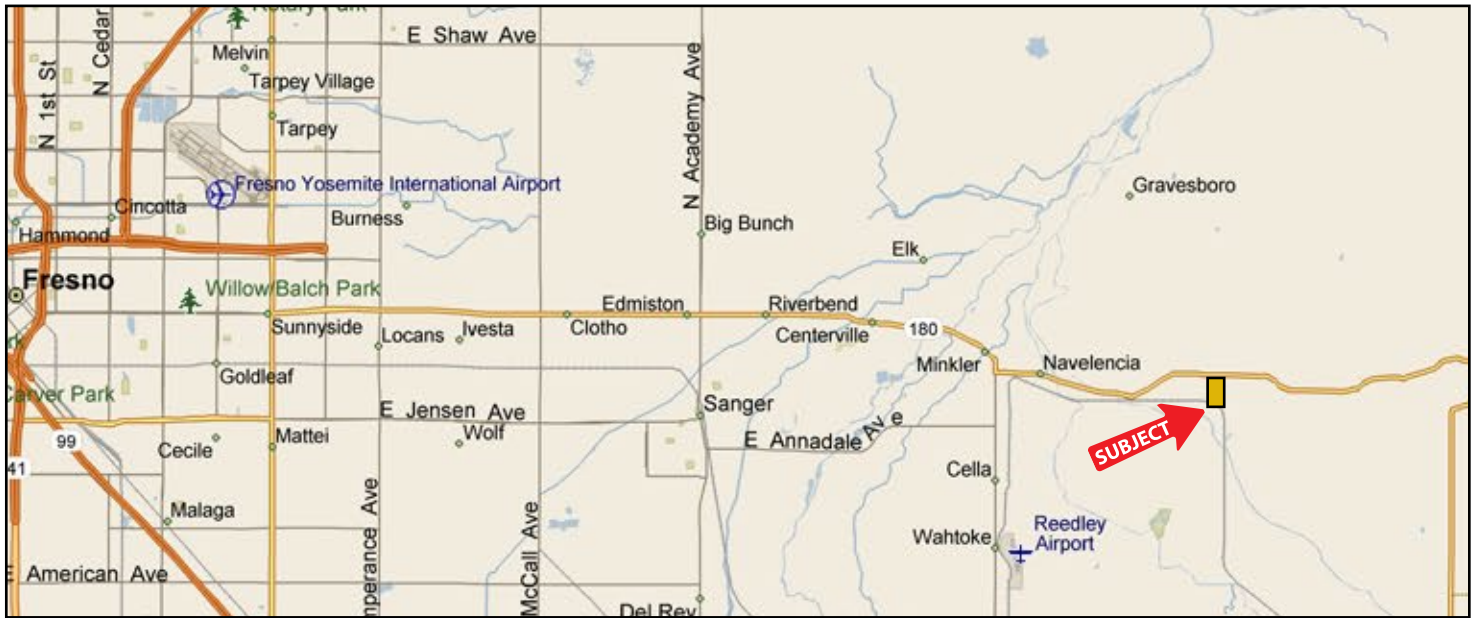 Rotary Park
E Shaw Ave
Melvin
N Cedar
N 1st St
Tarpey Village
N Academy Ave
Tarpey
Fresno Yosemite International Airport
Gravesboro
Cincotta
Burness
Big Bunch
Hammond
Elk
Fresno
Willow/Balch Park
Edmiston
Riverbend
Sunnyside
Locans
Ivesta
Clotho
Centerville
180
Minkler
Navelencia
Goldleaf
Carver Park
E Jensen Ave
Sanger
99
Cecile
Mattei
Wolf
E Annadale Av e
SUBJECT
41
Cella
Malaga
mperance Ave
McCall Ave
Wahtoke
Reedley
Airport
E American Ave
Del Rey